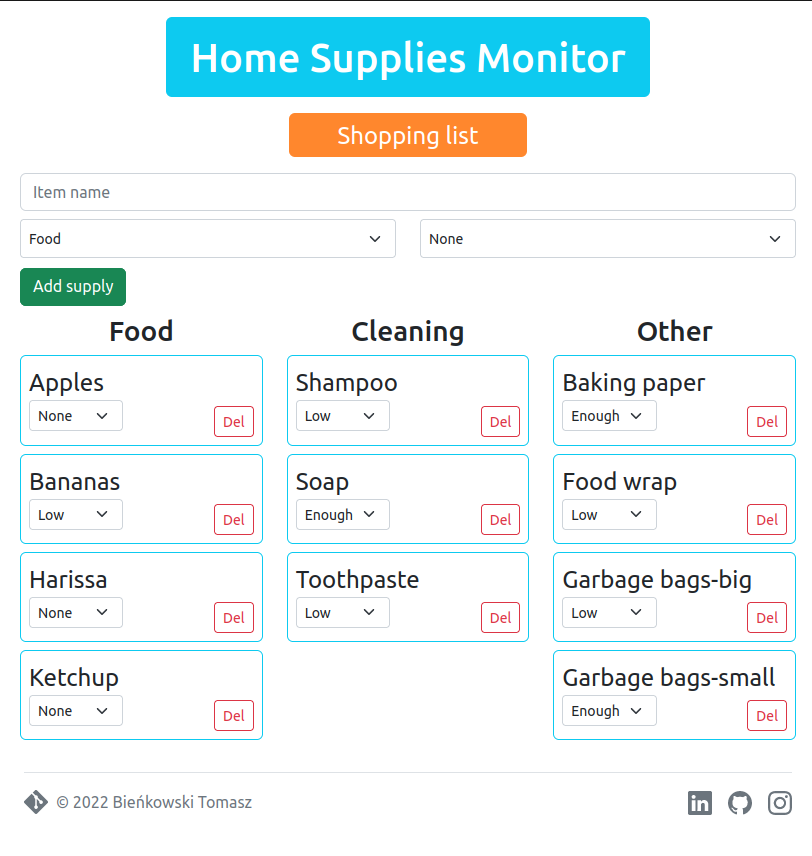 Home Supplies Monitor
Shopping list
Item name
Food
None
Add supply
Food
Apples
None
Del
Bananas
Low
Del
Harissa
None
Del
Ketchup
None
Del
Cleaning
Shampoo
Low
Del
Soap
Enough
Del
Toothpaste
Low
Del
Other
Baking paper
Enough
Del
Food wrap
Low
Del
Garbage bags-big
Low
Del
Garbage bags-small
Enough
Del
© 2022 Bieńkowski Tomasz
in